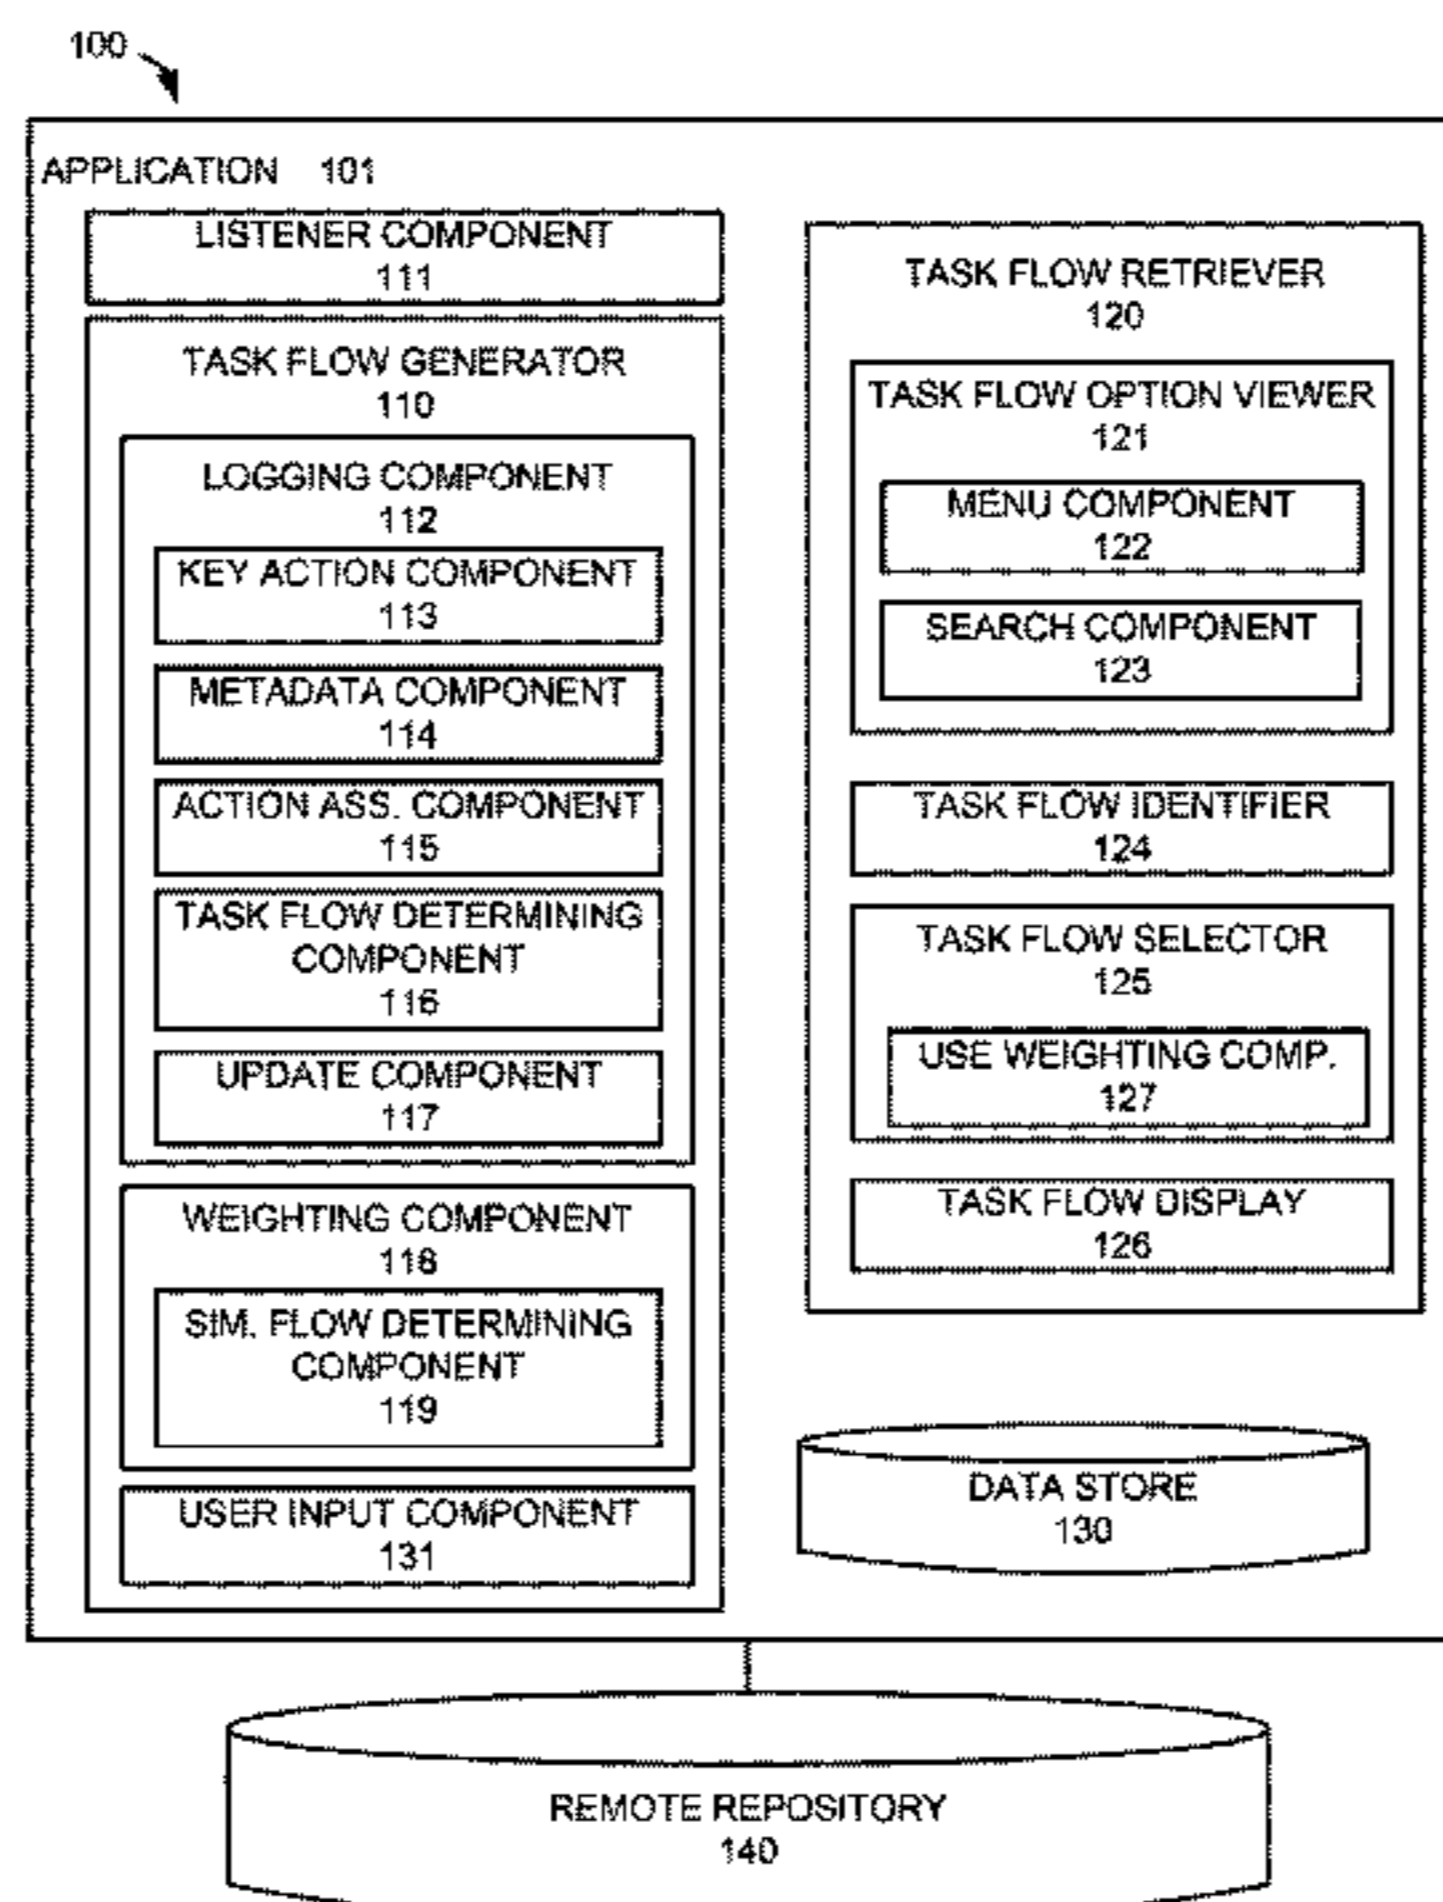 100
APPLICATION 101
LISTENER COMPONENT
111
TASK FLOW GENERATOR
110
LOGGING COMPONENT
112
KEY ACTION COMPONENT
113
METADATA COMPONENT
114
ACTION ASS. COMPONENT
115
TASK FLOW DETERMINING
COMPONENT
116
UPDATE COMPONENT
117
WEIGHTING COMPONENT
118
SIM. FLOW DETERMINING
COMPONENT
119
USER INPUT COMPONENT
131
TASK FLOW RETRIEVER
120
TASK FLOW OPTION VIEWER
121
MENU COMPONENT
122
SEARCH COMPONENT
123
TASK FLOW IDENTIFIER
124
TASK FLOW SELECTOR
125
USE WEIGHTING COMP.
127
TASK FLOW DISPLAY
126
DATA STORE
130
REMOTE REPOSITORY
140